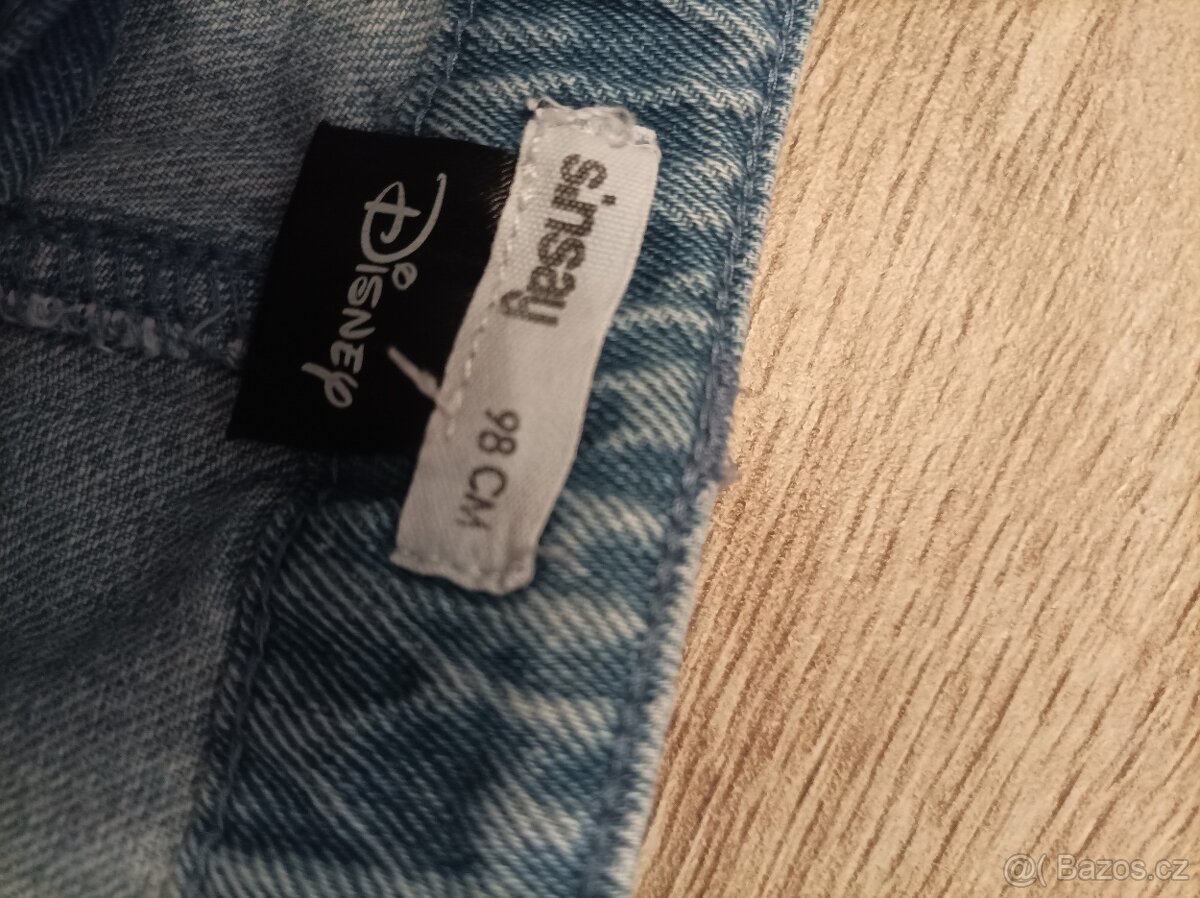 sinsay
98 CM
Disney
@( Bazos.cz